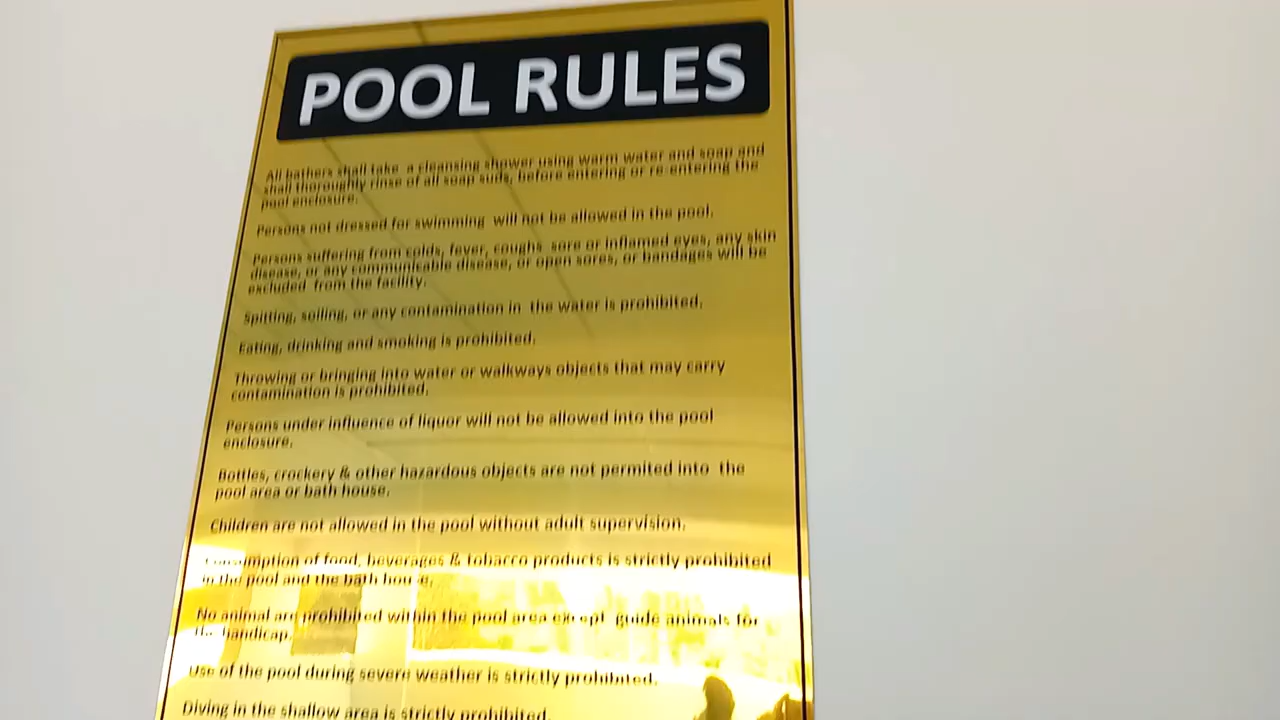 POOL RULES
All bathers shall take a cleansing shower using warm water and soap and
shall thoroughly rinse of all soap suds, before entering or re-entering the
pool enclosure.
Persons not dressed for swimming will not be allowed in the pool.
Persons suffering from colds, fever, coughs sore or inflamed eyes, any skin
disease, or any communicable disease, or open sores, or bandages will be
excluded from the facility.
Spitting, soiling, or any contamination in the water is prohibited.
Eating, drinking and smoking is prohibited.
Throwing or bringing into water or walkways objects that may carry
contamination is prohibited.
Persons under influence of liquor will not be allowed into the pool
enclosure.
Bottles, crockery & other hazardous objects are not permited into the
pool area or bath house.
Children are not allowed in the pool without adult supervision.
Consumption of food, beverages & tobacco products is strictly prohibited
in the pool and the bath house.
No animal are prohibited within the pool area except guide animals for
the handicap.
Use of the pool during severe weather is strictly prohibited.
Diving in the shallow area is strictly prohibited.